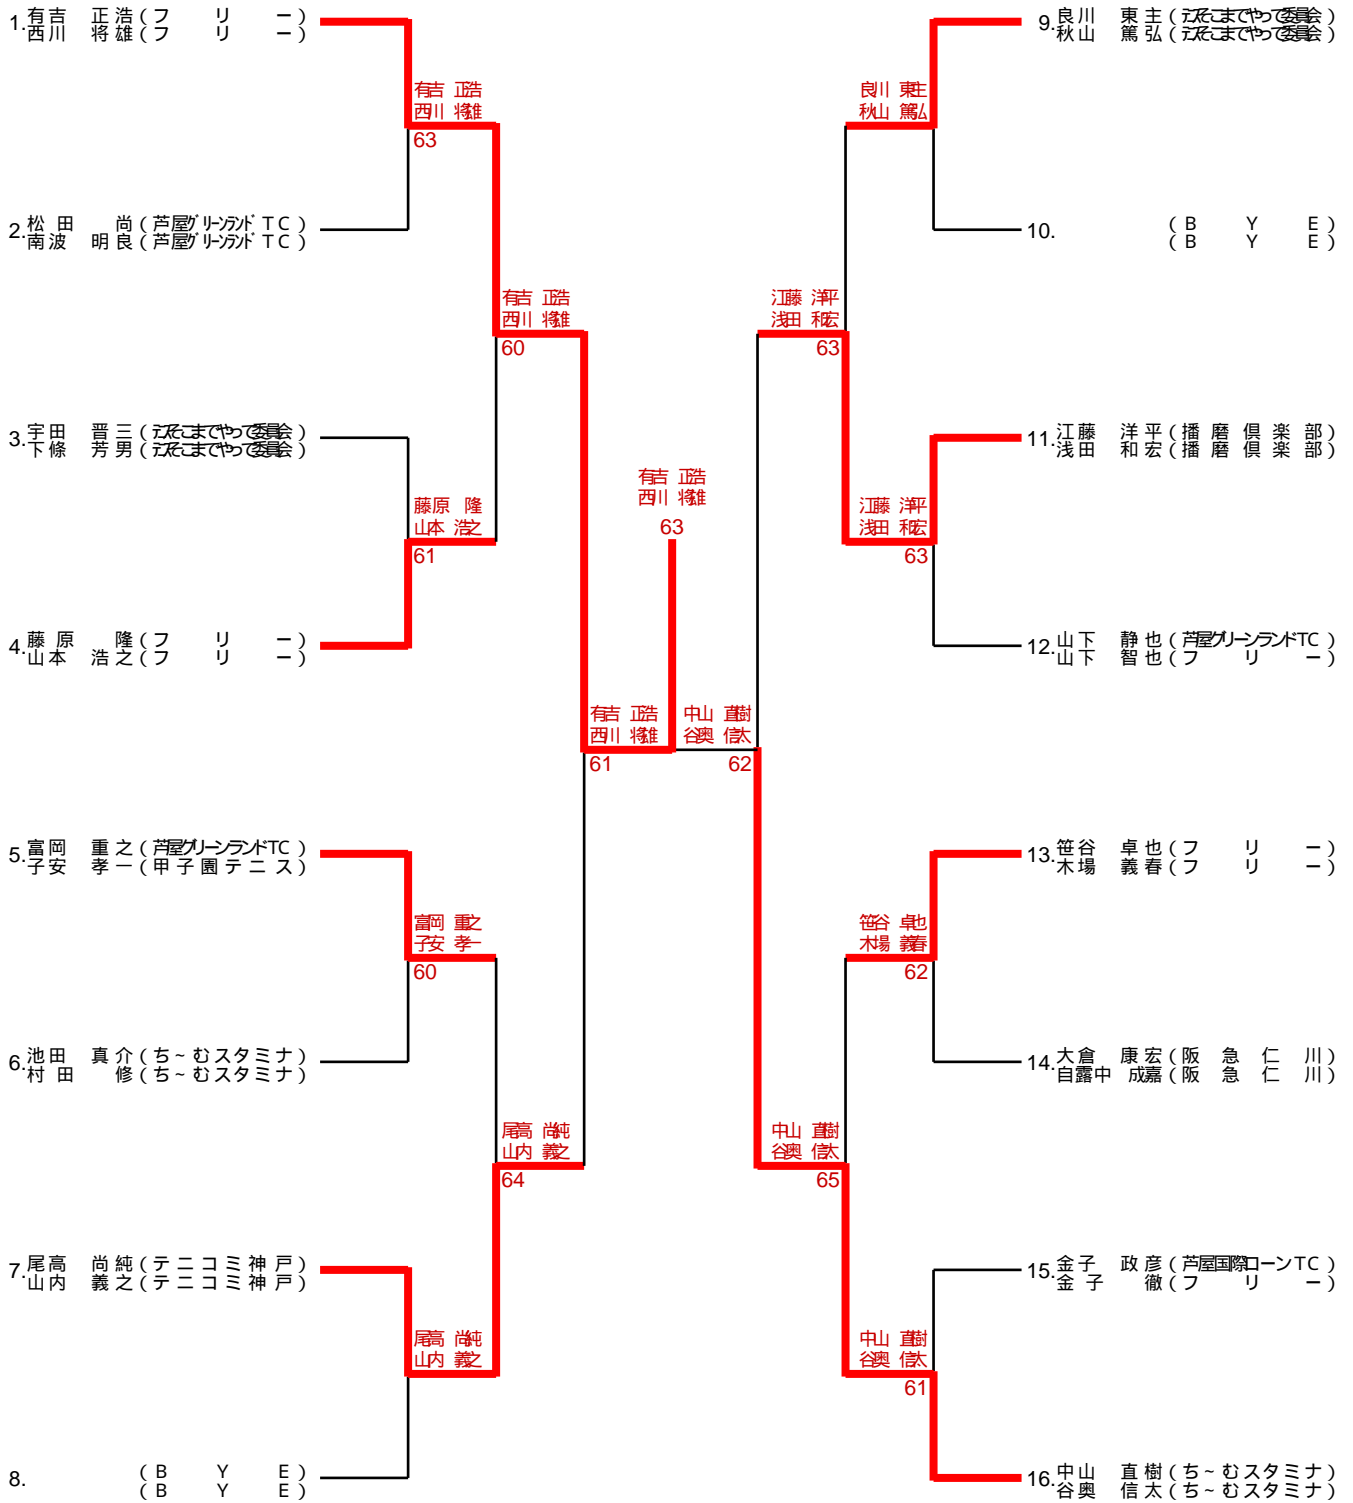 1. 有吉 正浩(フリー)
西川 将雄(フリー)
有吉 正浩
西川 将雄
63
2. 松田 尚(芦屋グリーンランドTC)
南波 明良(芦屋グリーンランドTC)
有吉 正浩
西川 将雄
60
3. 宇田 晋三(そこまでやって委員会)
下條 芳男(そこまでやって委員会)
藤原 隆
山本 浩之
61
4. 藤原 隆(フリー)
山本 浩之(フリー)
有吉 正浩
西川 将雄
61
5. 富岡 重之(芦屋グリーンランドTC)
子安 孝一(甲子園テニス)
富岡 重之
子安 孝一
60
6. 池田 真介(ち~むスタミナ)
村田 修(ち~むスタミナ)
尾高 尚純
山内 義之
64
7. 尾高 尚純(テニコミ神戸)
山内 義之(テニコミ神戸)
尾高 尚純
山内 義之
8. (BYE)
(BYE)
有吉 正浩
西川 将雄
63
9. 良川 東主(そこまでやって委員会)
秋山 篤弘(そこまでやって委員会)
良川 東主
秋山 篤弘
10. (BYE)
(BYE)
江藤 洋平
浅田 和宏
63
11. 江藤 洋平(播磨倶楽部)
浅田 和宏(播磨倶楽部)
江藤 洋平
浅田 和宏
63
12. 山下 静也(芦屋グリーンランドTC)
山下 智也(フリー)
中山 直樹
谷奥 信太
62
13. 笹谷 卓也(フリー)
木場 義春(フリー)
笹谷 卓也
木場 義春
62
14. 大倉 康宏(阪急仁川)
自露中 成嘉(阪急仁川)
中山 直樹
谷奥 信太
65
15. 金子 政彦(芦屋国際ローンTC)
金子 徹(フリー)
中山 直樹
谷奥 信太
61
16. 中山 直樹(ち~むスタミナ)
谷奥 信太(ち~むスタミナ)